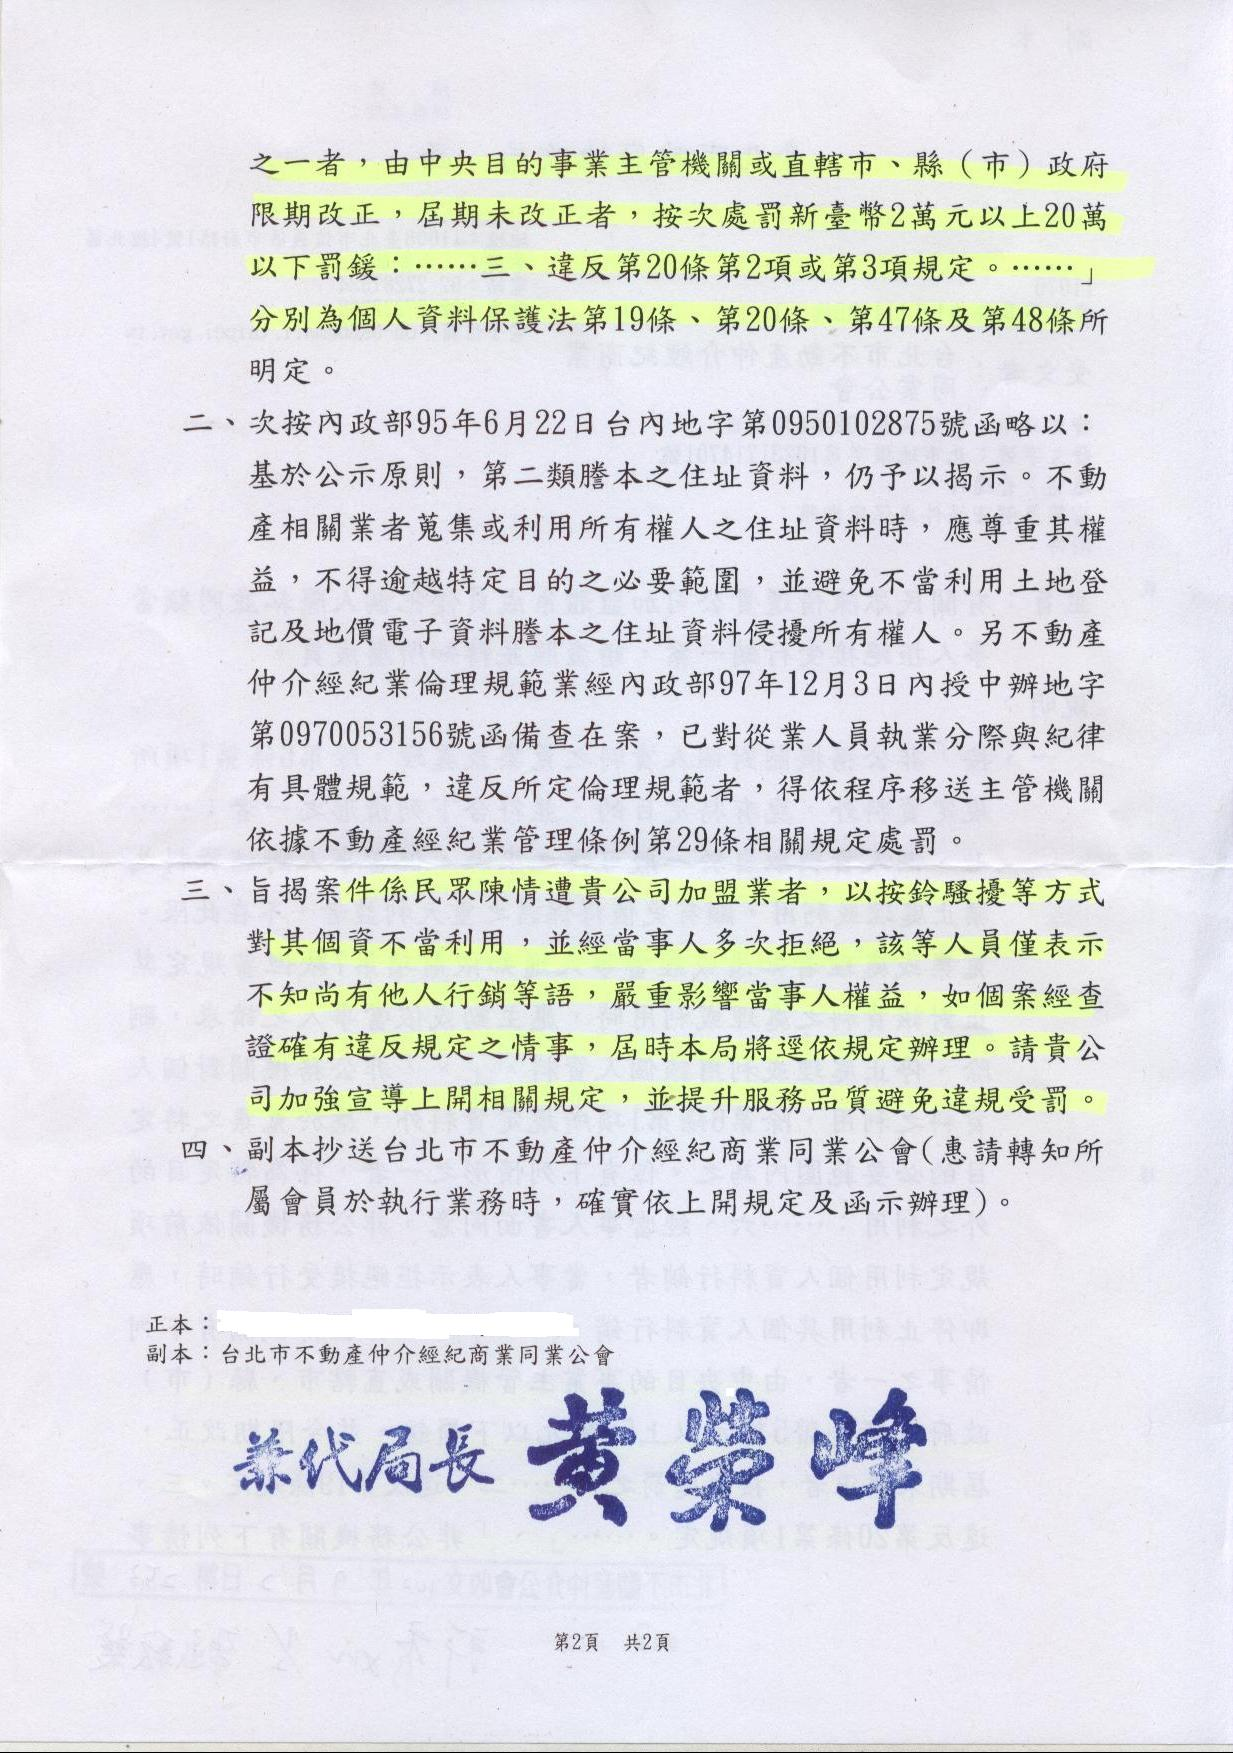 之一者，由中央目的事業主管機關或直轄市、縣（市）政府
限期改正，屆期未改正者，按次處罰新臺幣2萬元以上20萬
以下罰鍰：……三、違反第20條第2項或第3項規定。……」
分別為個人資料保護法第19條、第20條、第47條及第48條所
明定。
二、次按內政部95年6月22日台內地字第0950102875號函略以：
基於公示原則，第二類謄本之住址資料，仍予以揭示。不動
產相關業者蒐集或利用所有權人之住址資料時，應尊重其權
益，不得逾越特定目的之必要範圍，並避免不當利用土地登
記及地價電子資料謄本之住址資料侵擾所有權人。另不動產
仲介經紀業倫理規範業經內政部97年12月3日內授中辦地字
第0970053156號函備查在案，已對從業人員執業分際與紀律
有具體規範，違反所定倫理規範者，得依程序移送主管機關
依據不動產經紀業管理條例第29條相關規定處罰。
三、旨揭案件係民眾陳情遭貴公司加盟業者，以按鈴騷擾等方式
對其個資不當利用，並經當事人多次拒絕，該等人員僅表示
不知尚有他人行銷等語，嚴重影響當事人權益，如個案經查
證確有違反規定之情事，屆時本局將逕依規定辦理。請貴公
司加強宣導上開相關規定，並提升服務品質避免違規受罰。
四、副本抄送台北市不動產仲介經紀商業同業公會(惠請轉知所
屬會員於執行業務時，確實依上開規定及函示辦理)。
正本：
副本：台北市不動產仲介經紀商業同業公會
兼代局長 黃榮峰
第2頁 共2頁